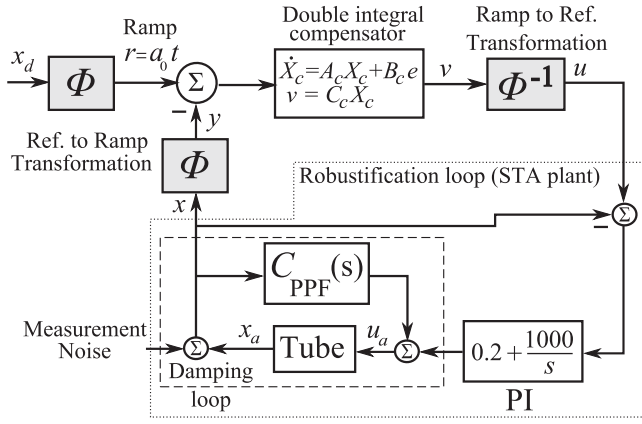 Ramp
r=a₀t
Double integral
compensator
Ramp to Ref.
Transformation
x_d
Φ
Σ
Ẋ_c=A_cX_c+B_ce
v = C_cX_c
v
Φ⁻¹
u
−
y
Ref. to Ramp
Transformation
Φ
x
Robustification loop (STA plant)
Σ
−
C_PPF(s)
Measurement
Noise
Σ
x_a
Tube
u_a
Σ
0.2+1000/s
Damping
loop
PI